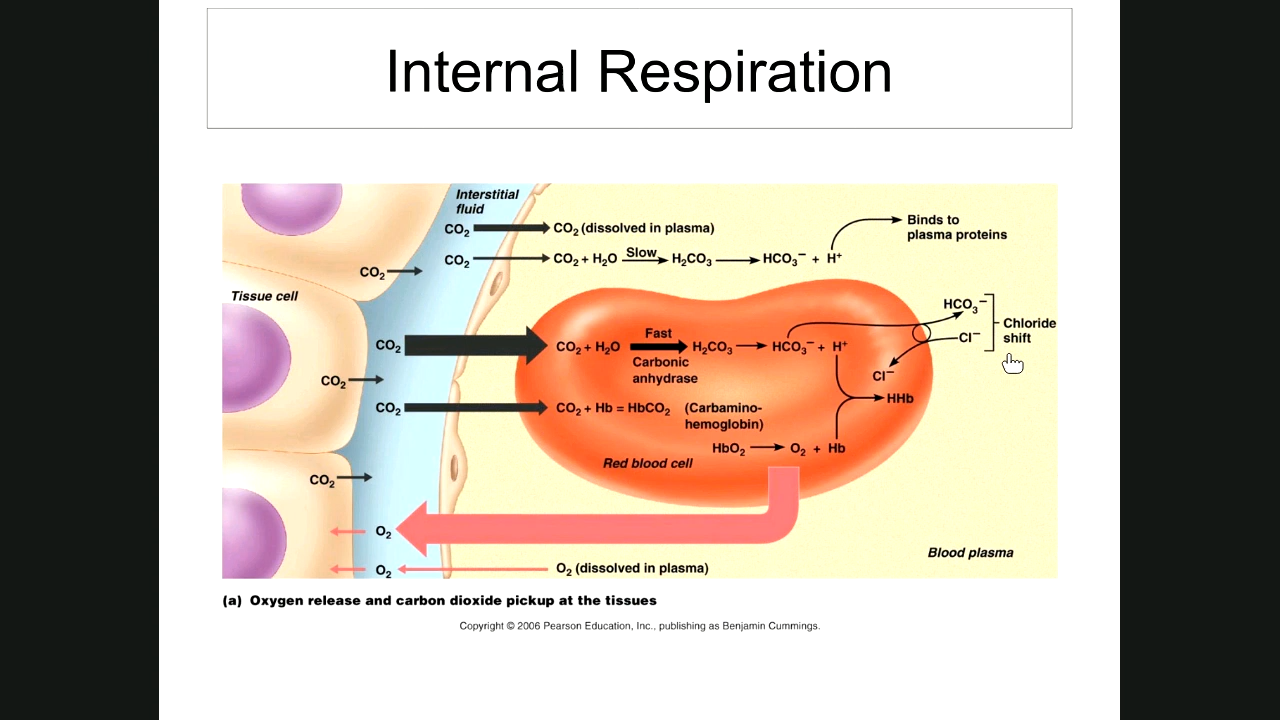 Internal Respiration
Interstitial
fluid
CO₂ CO₂ (dissolved in plasma)
CO₂ CO₂ + H₂O Slow H₂CO₃ HCO₃⁻ + H⁺
Binds to
plasma proteins
CO₂
Tissue cell
CO₂ CO₂ + H₂O Fast H₂CO₃ HCO₃⁻ + H⁺
Carbonic
anhydrase
HCO₃⁻
Cl⁻
Chloride
shift
Cl⁻
CO₂
CO₂ CO₂ + Hb = HbCO₂ (Carbamino-
hemoglobin)
HHb
HbO₂ O₂ + Hb
Red blood cell
CO₂
O₂
Blood plasma
O₂ O₂ (dissolved in plasma)
(a) Oxygen release and carbon dioxide pickup at the tissues
Copyright © 2006 Pearson Education, Inc., publishing as Benjamin Cummings.